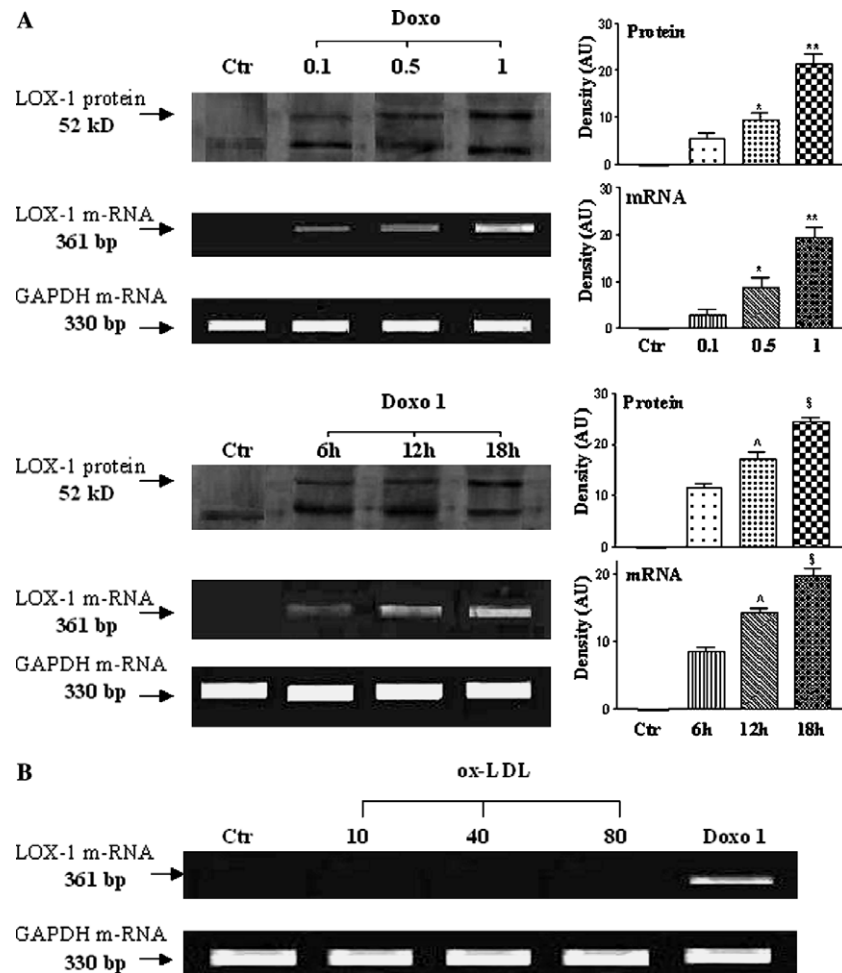 A
Doxo
Ctr 0.1 0.5 1
LOX-1 protein
52 kD
LOX-1 m-RNA
361 bp
GAPDH m-RNA
330 bp
Protein
Density (AU)
30
20
10
0
*
**
mRNA
Density (AU)
30
20
10
0
*
**
Ctr 0.1 0.5 1
Doxo 1
Ctr 6h 12h 18h
LOX-1 protein
52 kD
LOX-1 m-RNA
361 bp
GAPDH m-RNA
330 bp
Protein
Density (AU)
30
20
10
0
^
§
mRNA
Density (AU)
20
10
0
^
§
Ctr 6h 12h 18h
B
ox-LDL
Ctr 10 40 80 Doxo 1
LOX-1 m-RNA
361 bp
GAPDH m-RNA
330 bp